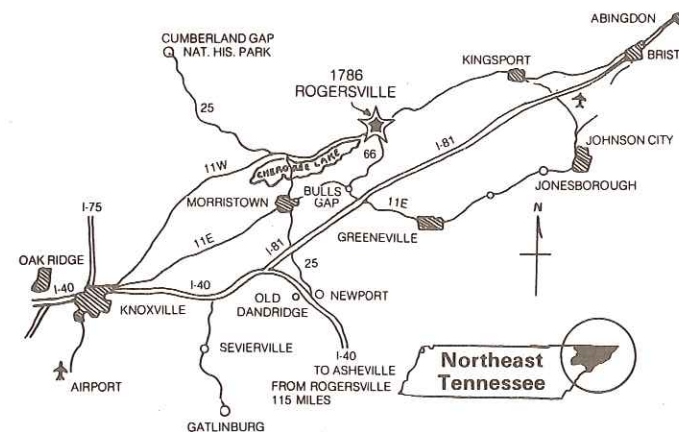 ABINGDON
CUMBERLAND GAP
NAT. HIS. PARK
BRIST
KINGSPORT
1786
ROGERSVILLE
25
66
I-81
JOHNSON CITY
CHEROKEE LAKE
11W
JONESBOROUGH
MORRISTOWN
BULLS
GAP
11E
N
I-75
11E
GREENEVILLE
I-81
OAK RIDGE
25
I-40
I-40
KNOXVILLE
OLD
DANDRIDGE
NEWPORT
SEVIERVILLE
I-40
TO ASHEVILLE
FROM ROGERSVILLE
115 MILES
AIRPORT
GATLINBURG
Northeast
Tennessee